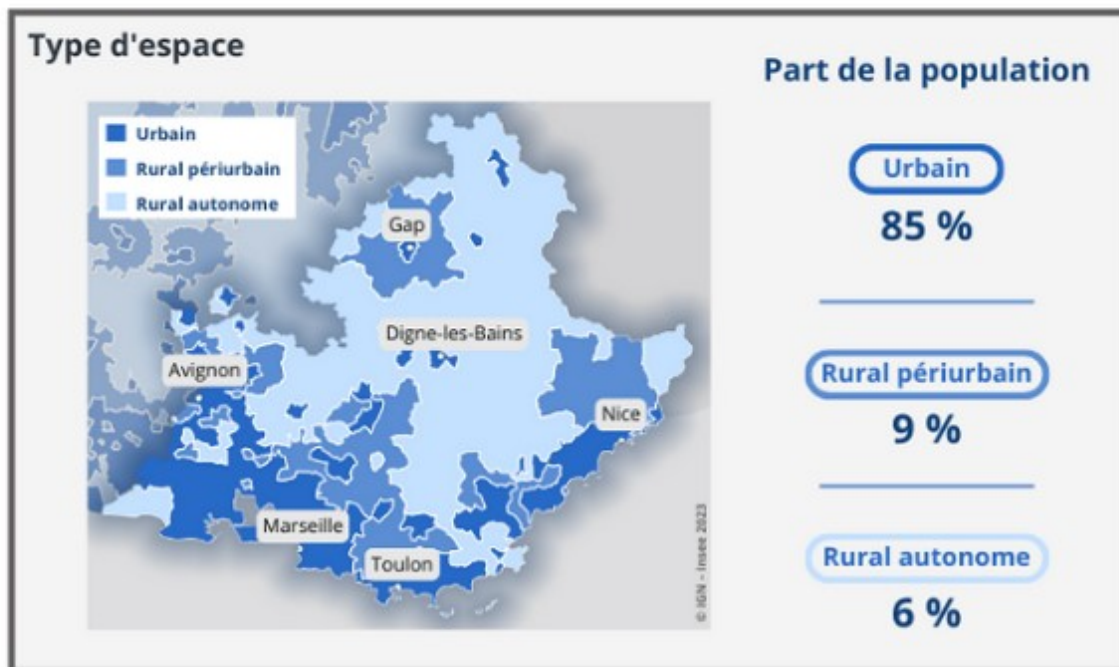 Type d'espace
Urbain
Rural périurbain
Rural autonome
Gap
Digne-les-Bains
Avignon
Nice
Marseille
Toulon
© IGN - Insee 2023
Part de la population
Urbain
85 %
Rural périurbain
9 %
Rural autonome
6 %